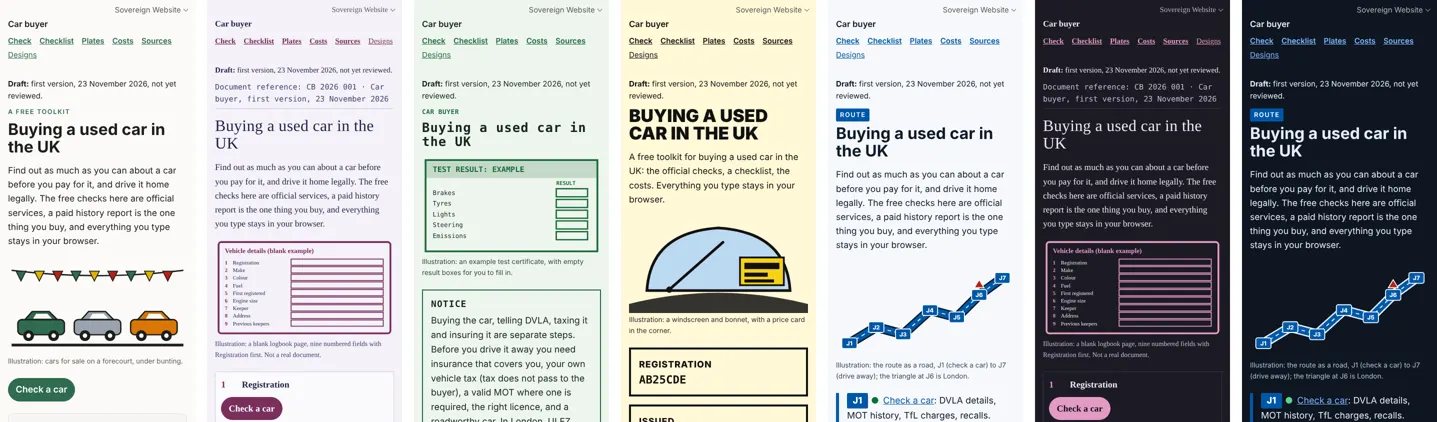 Sovereign Website
Car buyer
Check Checklist Plates Costs Sources
Designs
Draft: first version, 23 November 2026, not yet
reviewed.
A FREE TOOLKIT
Buying a used car in
the UK
Find out as much as you can about a car
before you pay for it, and drive it home
legally. The free checks here are official
services, a paid history report is the one
thing you buy, and everything you type
stays in your browser.
Illustration: cars for sale on a forecourt, under bunting.
Check a car
Sovereign Website
Car buyer
Check Checklist Plates Costs Sources Designs
Draft: first version, 23 November 2026, not yet reviewed.
Document reference: CB 2026 001 · Car
buyer, first version, 23 November 2026
Buying a used car in the
UK
Find out as much as you can about a car before
you pay for it, and drive it home legally. The free
checks here are official services, a paid history
report is the one thing you buy, and everything
you type stays in your browser.
Vehicle details (blank example)
1 Registration
2 Make
3 Colour
4 Fuel
5 First registered
6 Engine size
7 Keeper
8 Address
9 Previous keepers
Illustration: a blank logbook page, nine numbered fields with
Registration first. Not a real document.
1 Registration
Check a car
Sovereign Website
Car buyer
Check Checklist Plates Costs Sources
Designs
Draft: first version, 23 November 2026, not yet
reviewed.
CAR BUYER
Buying a used car in
the UK
TEST RESULT: EXAMPLE
RESULT
Brakes
Tyres
Lights
Steering
Emissions
Illustration: an example test certificate, with empty
result boxes for you to fill in.
NOTICE
Buying the car, telling DVLA, taxing it
and insuring it are separate steps.
Before you drive it away you need
insurance that covers you, your own
vehicle tax (tax does not pass to the
buyer), a valid MOT where one is
required, the right licence, and a
roadworthy car. In London, ULEZ
Sovereign Website
Car buyer
Check Checklist Plates Costs Sources
Designs
Draft: first version, 23 November 2026, not yet
reviewed.
BUYING A USED
CAR IN THE UK
A free toolkit for buying a used car in the
UK: the official checks, a checklist, the
costs. Everything you type stays in your
browser.
Illustration: a windscreen and bonnet, with a price card
in the corner.
REGISTRATION
AB25CDE
ISSUED
Sovereign Website
Car buyer
Check Checklist Plates Costs Sources
Designs
Draft: first version, 23 November 2026, not yet
reviewed.
ROUTE
Buying a used car in
the UK
Find out as much as you can about a car
before you pay for it, and drive it home
legally. The free checks here are official
services, a paid history report is the one
thing you buy, and everything you type
stays in your browser.
J1
J2
J3
J4
J5
J6
J7
Illustration: the route as a road, J1 (check a car) to J7
(drive away); the triangle at J6 is London.
J1 Check a car: DVLA details,
MOT history, TfL charges, recalls.
Sovereign Website
Car buyer
Check Checklist Plates Costs Sources Designs
Draft: first version, 23 November 2026, not yet reviewed.
Document reference: CB 2026 001 · Car
buyer, first version, 23 November 2026
Buying a used car in the
UK
Find out as much as you can about a car before
you pay for it, and drive it home legally. The free
checks here are official services, a paid history
report is the one thing you buy, and everything
you type stays in your browser.
Vehicle details (blank example)
1 Registration
2 Make
3 Colour
4 Fuel
5 First registered
6 Engine size
7 Keeper
8 Address
9 Previous keepers
Illustration: a blank logbook page, nine numbered fields with
Registration first. Not a real document.
1 Registration
Check a car
Sovereign Website
Car buyer
Check Checklist Plates Costs Sources
Designs
Draft: first version, 23 November 2026, not yet
reviewed.
ROUTE
Buying a used car in
the UK
Find out as much as you can about a car
before you pay for it, and drive it home
legally. The free checks here are official
services, a paid history report is the one
thing you buy, and everything you type
stays in your browser.
J1
J2
J3
J4
J5
J6
J7
Illustration: the route as a road, J1 (check a car) to J7
(drive away); the triangle at J6 is London.
J1 Check a car: DVLA details,
MOT history, TfL charges, recalls.